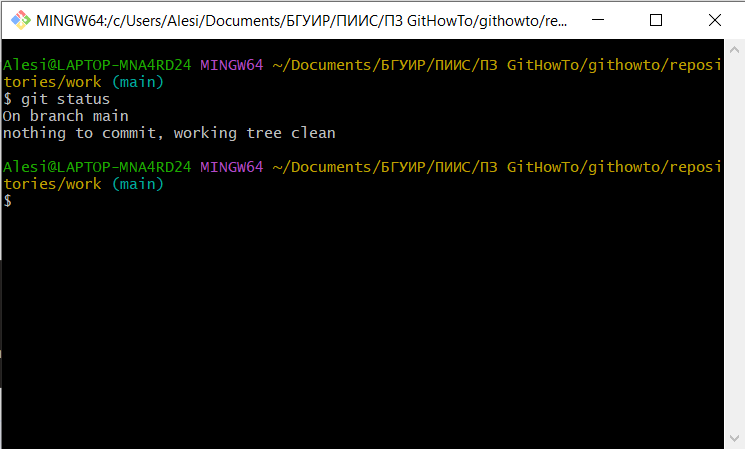 MINGW64:/c/Users/Alesi/Documents/БГУИР/ПИИС/ПЗ GitHowTo/githowto/re...
Alesi@LAPTOP-MNA4RD24 MINGW64 ~/Documents/БГУИР/ПИИС/ПЗ GitHowTo/githowto/reposi
tories/work (main)
$ git status
On branch main
nothing to commit, working tree clean
Alesi@LAPTOP-MNA4RD24 MINGW64 ~/Documents/БГУИР/ПИИС/ПЗ GitHowTo/githowto/reposi
tories/work (main)
$